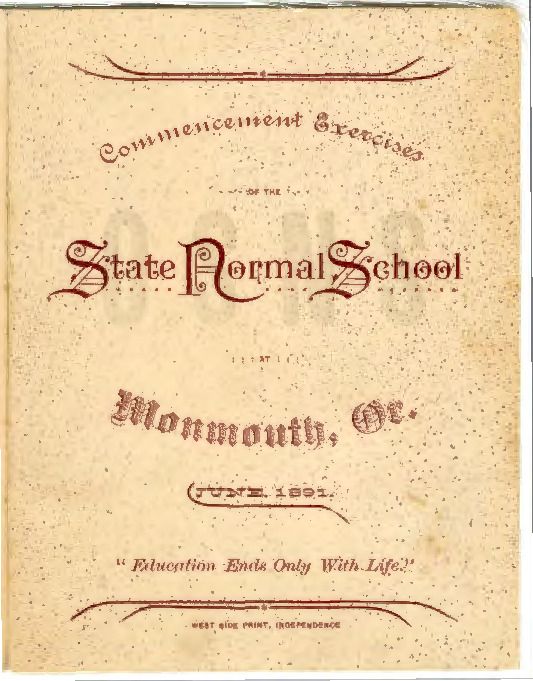 Commencement Exercises
OF THE
O S N S
State Normal School
AT
Monmouth, Or.
JUNE, 1891.
"Education Ends Only With Life."
WEST SIDE PRINT, INDEPENDENCE